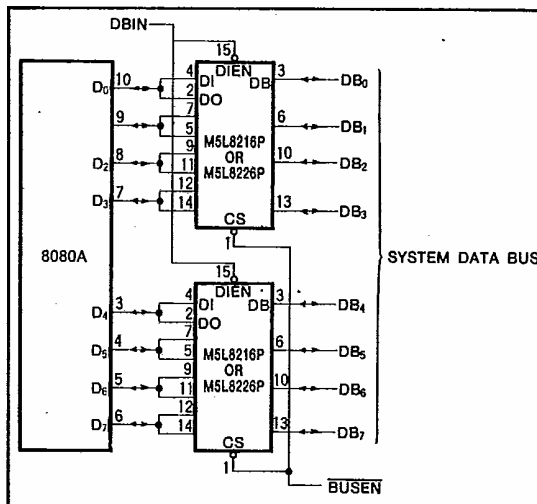 DBIN
15
DIEN
D0 10
4 DI
2 DO
DB 3 DB0
9
7
5
6 DB1
M5L8216P
OR
M5L8226P
D2 8
9
11
10 DB2
D3 7
12
14
13 DB3
CS
1
8080A
SYSTEM DATA BUS
15
DIEN
D4 3
4 DI
2 DO
DB 3 DB4
D5 4
7
5
6 DB5
M5L8216P
OR
M5L8226P
D6 5
9
11
10 DB6
D7 6
12
14
13 DB7
CS
1
BUSEN